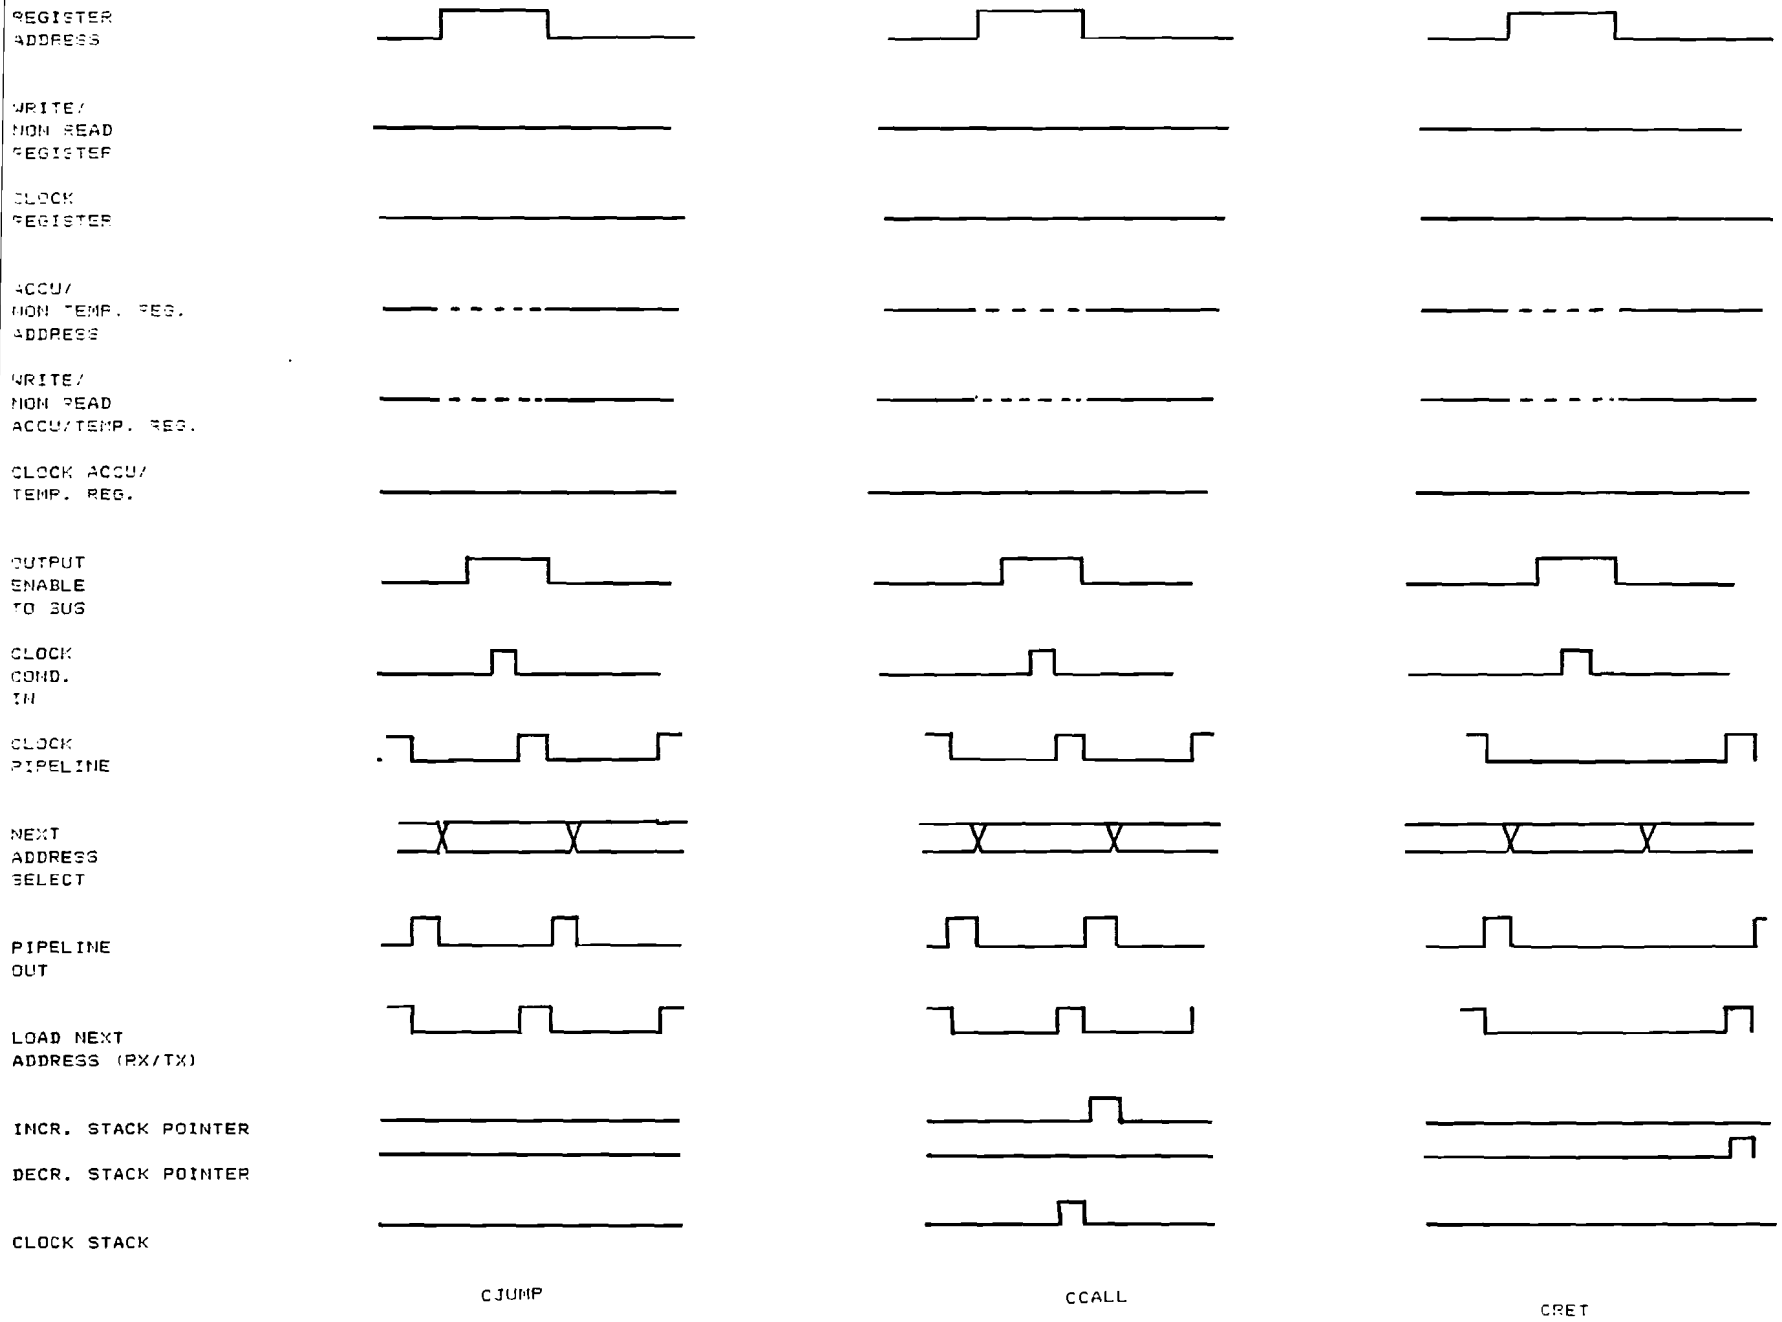 REGISTER
ADDRESS
WRITE/
NON READ
REGISTER
CLOCK
REGISTER
ACCU/
NON TEMP. REG.
ADDRESS
WRITE/
NON READ
ACCU/TEMP. REG.
CLOCK ACCU/
TEMP. REG.
OUTPUT
ENABLE
TO BUS
CLOCK
COND.
IN
CLOCK
PIPELINE
NEXT
ADDRESS
SELECT
PIPELINE
OUT
LOAD NEXT
ADDRESS (RX/TX)
INCR. STACK POINTER
DECR. STACK POINTER
CLOCK STACK
CJUMP
CCALL
CRET